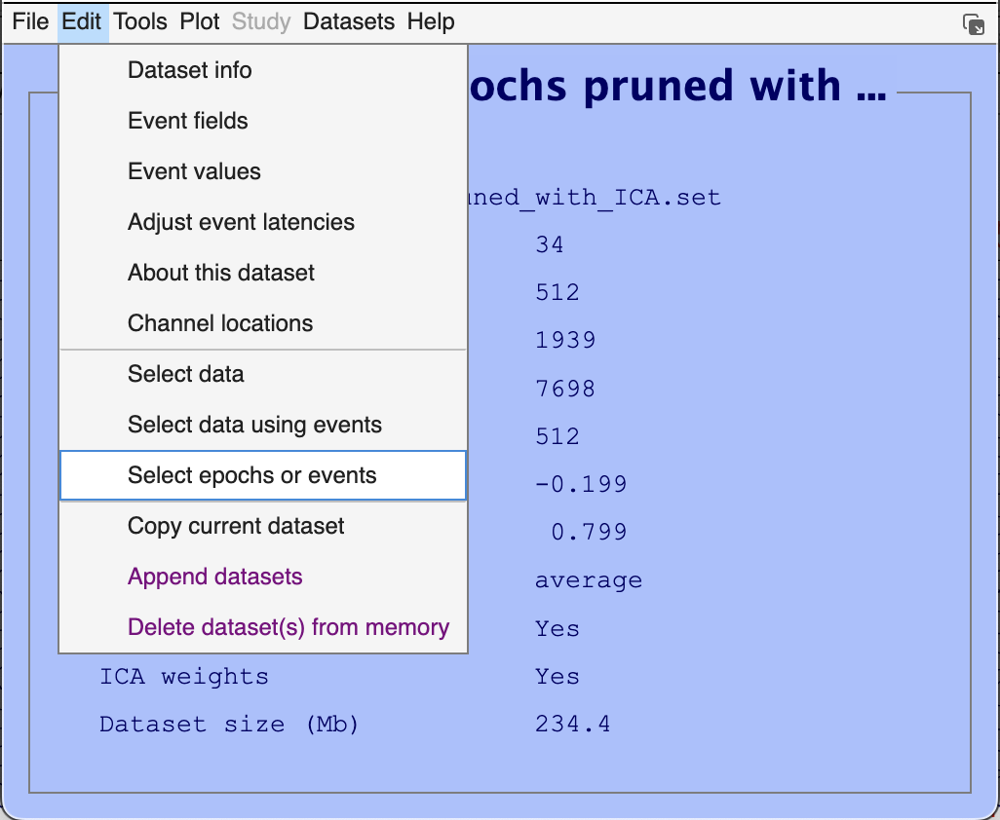 File Edit Tools Plot Study Datasets Help
Dataset info
ochs pruned with ...
Event fields
Event values
ned_with_ICA.set
Adjust event latencies
34
About this dataset
512
Channel locations
1939
Select data
7698
Select data using events
512
Select epochs or events
-0.199
Copy current dataset
0.799
Append datasets
average
Delete dataset(s) from memory
Yes
ICA weights Yes
Dataset size (Mb) 234.4